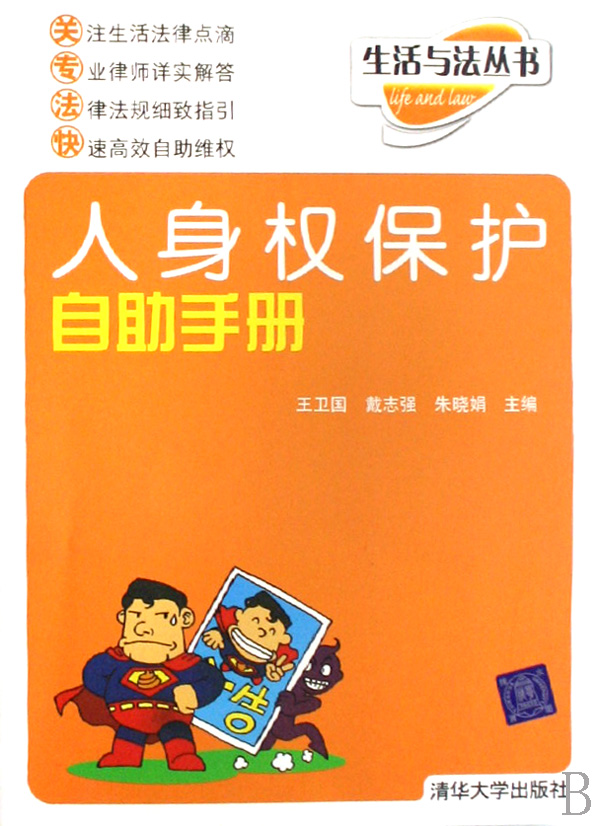 关注生活法律点滴
专业律师详实解答
法律法规细致指引
快速高效自助维权
生活与法丛书
life and law
人身权保护
自助手册
王卫国 戴志强 朱晓娟 主编
广告
清华大学出版社
B